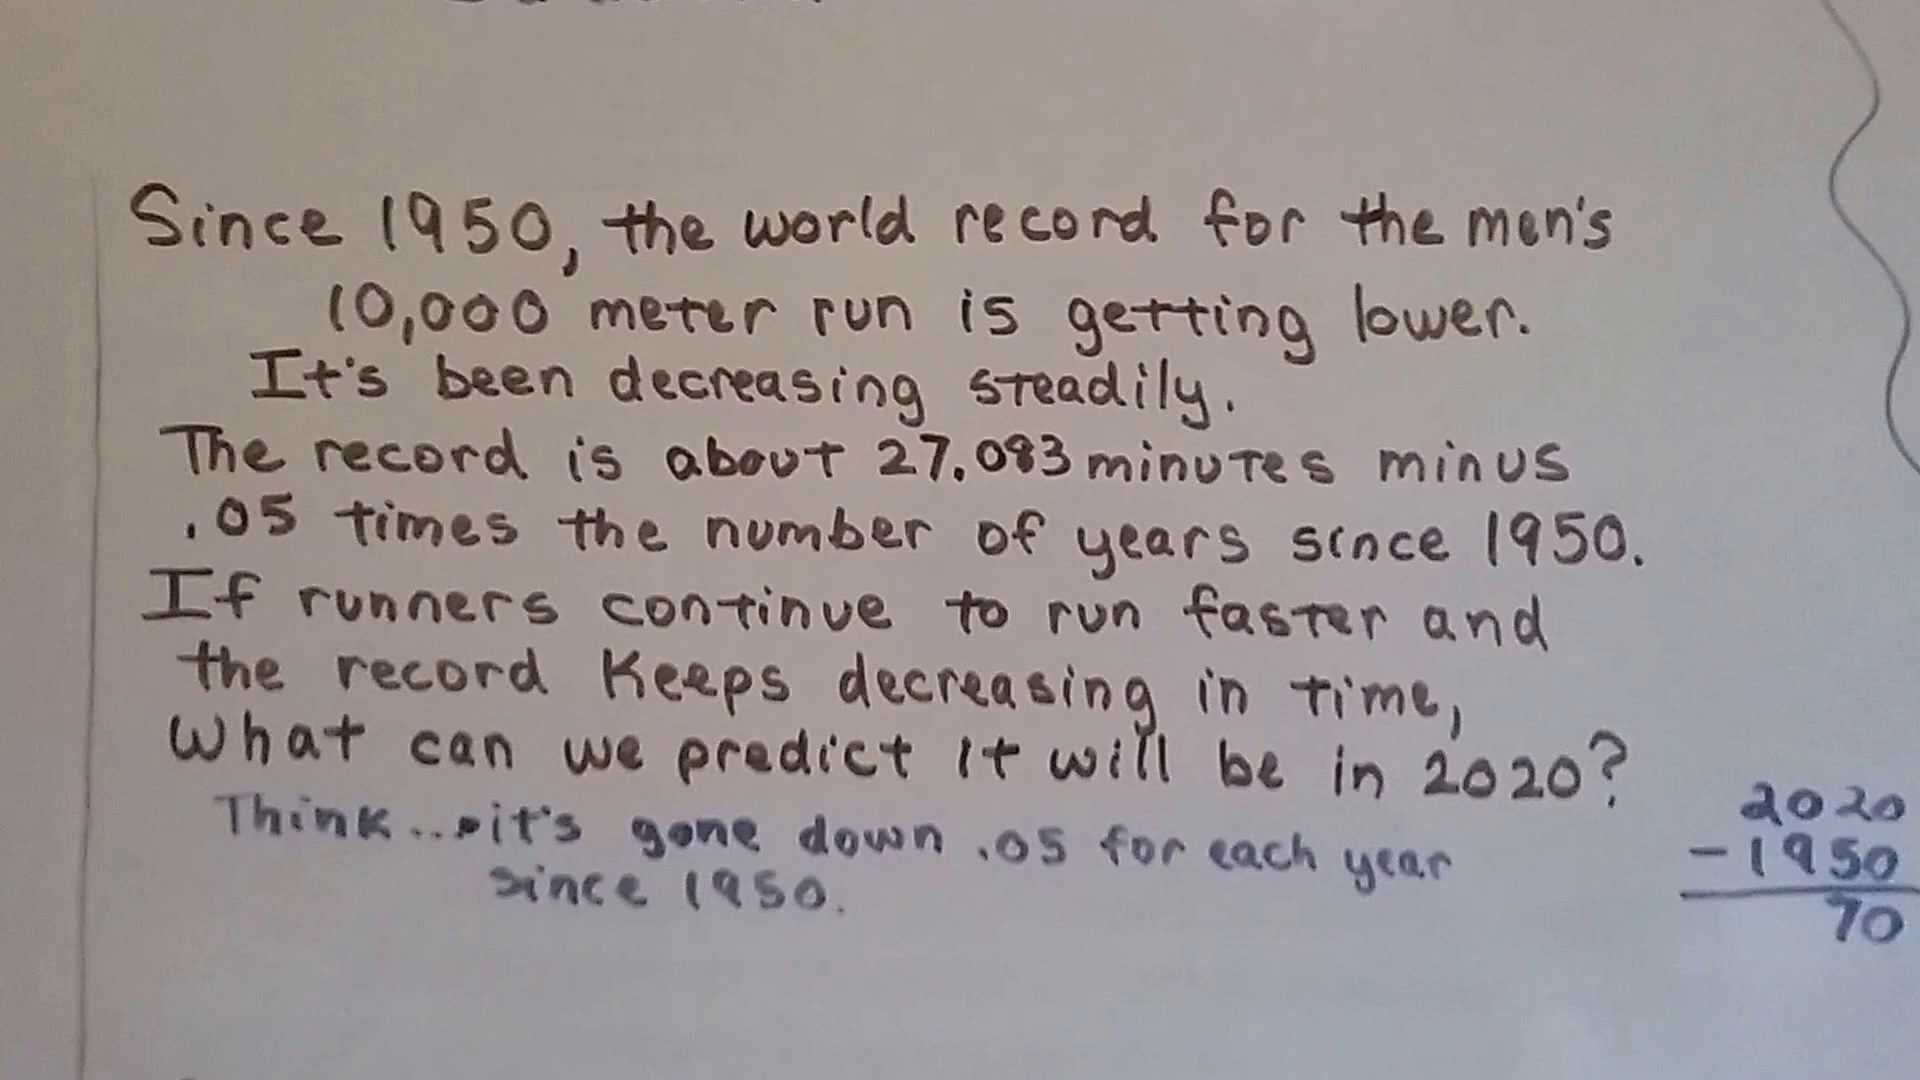 Since 1950, the world record for the men's
10,000 meter run is getting lower.
It's been decreasing steadily.
The record is about 27.083 minutes minus
.05 times the number of years since 1950.
If runners continue to run faster and
the record keeps decreasing in time,
What can we predict it will be in 2020?
Think...it's gone down .05 for each year
since 1950.
2020
- 1950
70